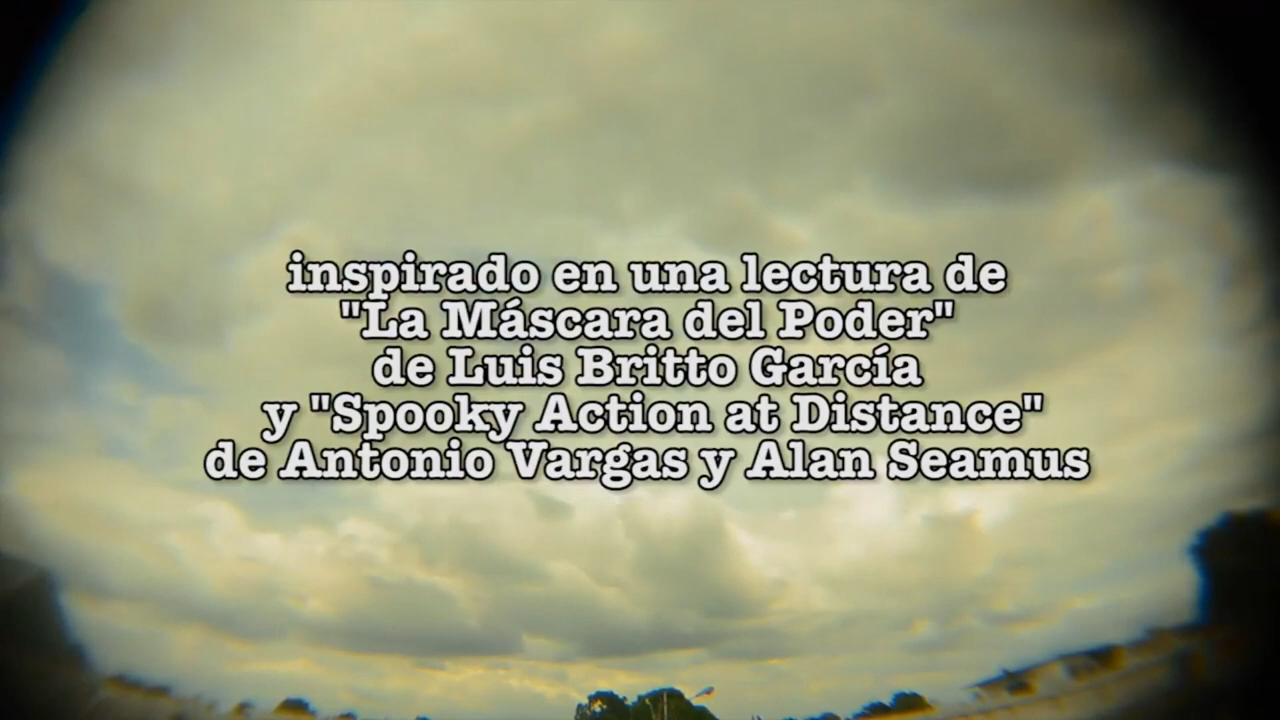 inspirado en una lectura de
"La Máscara del Poder"
de Luis Britto García
y "Spooky Action at Distance"
de Antonio Vargas y Alan Seamus